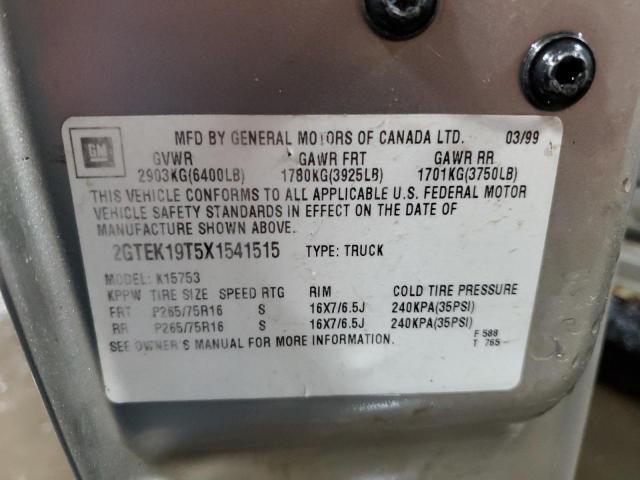 GM
MFD BY GENERAL MOTORS OF CANADA LTD. 03/99
GVWR GAWR FRT GAWR RR
2903KG(6400LB) 1780KG(3925LB) 1701KG(3750LB)
THIS VEHICLE CONFORMS TO ALL APPLICABLE U.S. FEDERAL MOTOR
VEHICLE SAFETY STANDARDS IN EFFECT ON THE DATE OF
MANUFACTURE SHOWN ABOVE.
2GTEK19T5X1541515 TYPE: TRUCK
MODEL: K15753
KPPW TIRE SIZE SPEED RTG RIM COLD TIRE PRESSURE
FRT P265/75R16 S 16X7/6.5J 240KPA(35PSI)
RR P265/75R16 S 16X7/6.5J 240KPA(35PSI)
SEE OWNER'S MANUAL FOR MORE INFORMATION. F 588
T 765